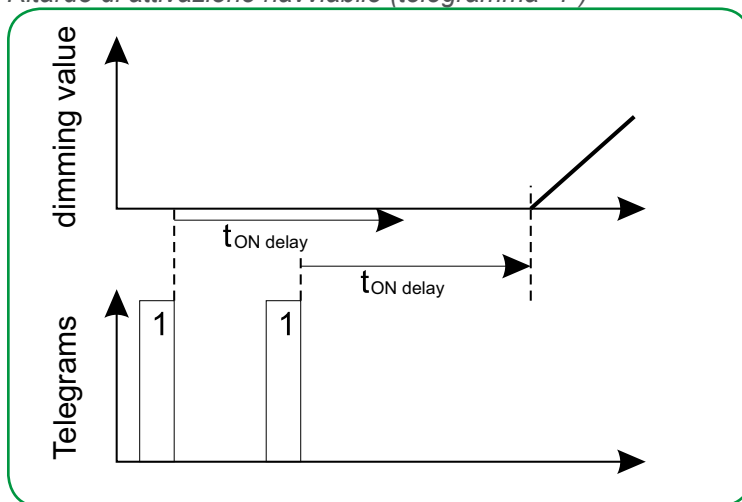 Ritardo di attivazione riavviabile (telegramma "1")
dimming value
tON delay
tON delay
Telegrams
1
1